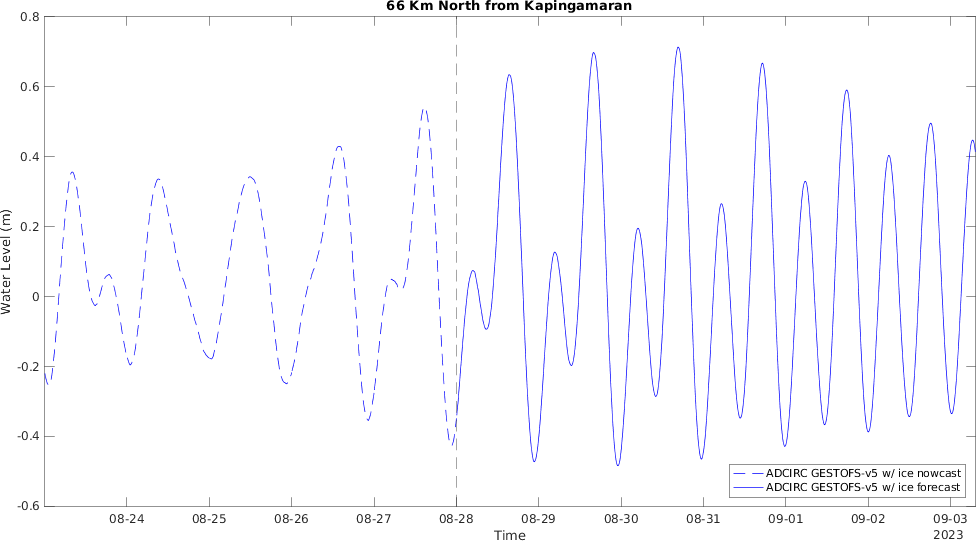 66 Km North from Kapingamaran
Water Level (m)
0.8
0.6
0.4
0.2
0
-0.2
-0.4
-0.6
ADCIRC GESTOFS-v5 w/ ice nowcast
ADCIRC GESTOFS-v5 w/ ice forecast
08-24 08-25 08-26 08-27 08-28 08-29 08-30 08-31 09-01 09-02 09-03
Time
2023